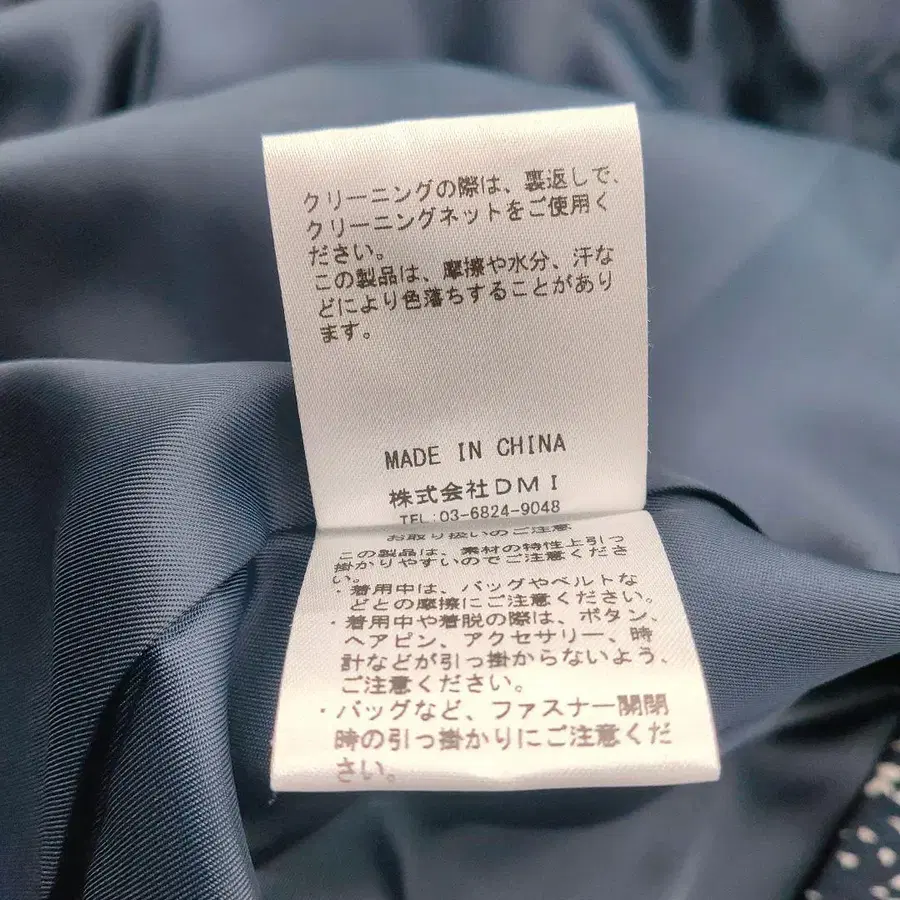 クリーニングの際は、裏返しで、
クリーニングネットをご使用く
ださい。
この製品は、摩擦や水分、汗な
どにより色落ちすることがあり
ます。
MADE IN CHINA
株式会社DMI
TEL:03-6824-9048
お取り扱いのご注意
この製品は、素材の特性上引っ
掛かりやすいのでご注意くださ
い。
・着用中は、バッグやベルトな
どとの摩擦にご注意ください。
・着用中や着脱の際は、ボタン、
ヘアピン、アクセサリー、時
計などが引っ掛からないよう、
ご注意ください。
・バッグなど、ファスナー開閉
時の引っ掛かりにご注意くだ
さい。